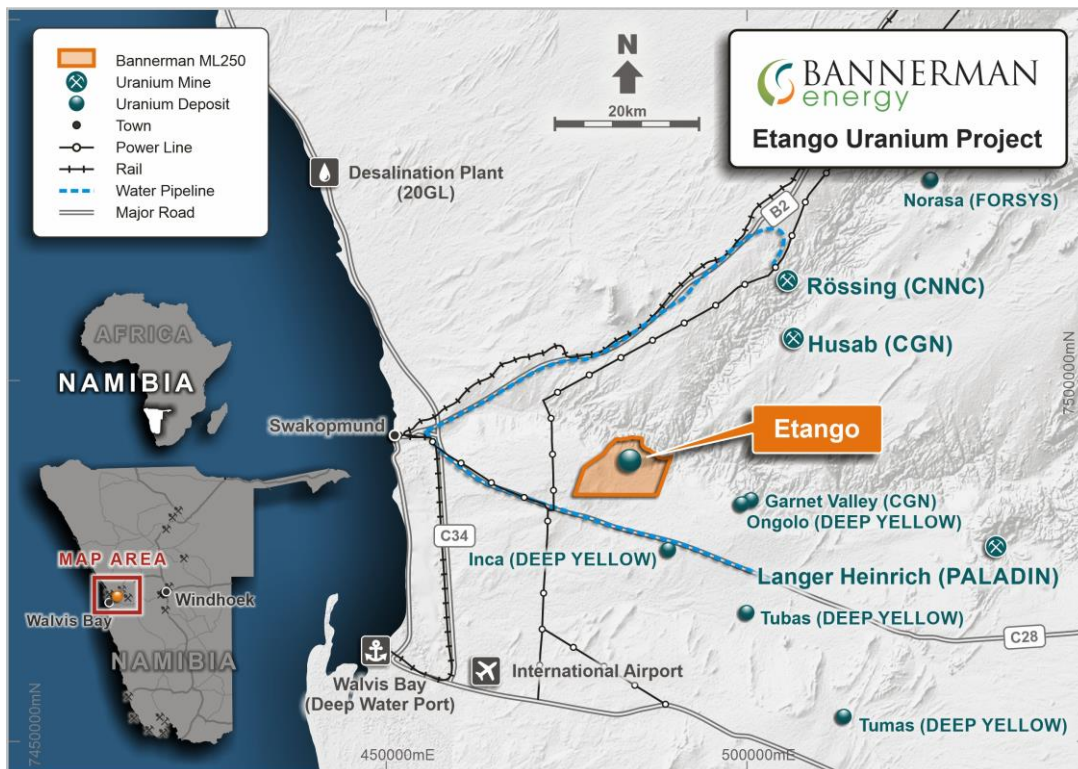 Bannerman ML250
Uranium Mine
Uranium Deposit
Town
Power Line
Rail
Water Pipeline
Major Road
N
20km
BANNERMAN
energy
Etango Uranium Project
Desalination Plant
(20GL)
B2
Norasa (FORSYS)
Rössing (CNNC)
Husab (CGN)
7500000mN
AFRICA
NAMIBIA
Swakopmund
Etango
Garnet Valley (CGN)
Ongolo (DEEP YELLOW)
C34
Inca (DEEP YELLOW)
Langer Heinrich (PALADIN)
MAP AREA
Windhoek
Walvis Bay
NAMIBIA
Tubas (DEEP YELLOW)
C28
Walvis Bay
(Deep Water Port)
International Airport
Tumas (DEEP YELLOW)
7450000mN
450000mE
500000mE